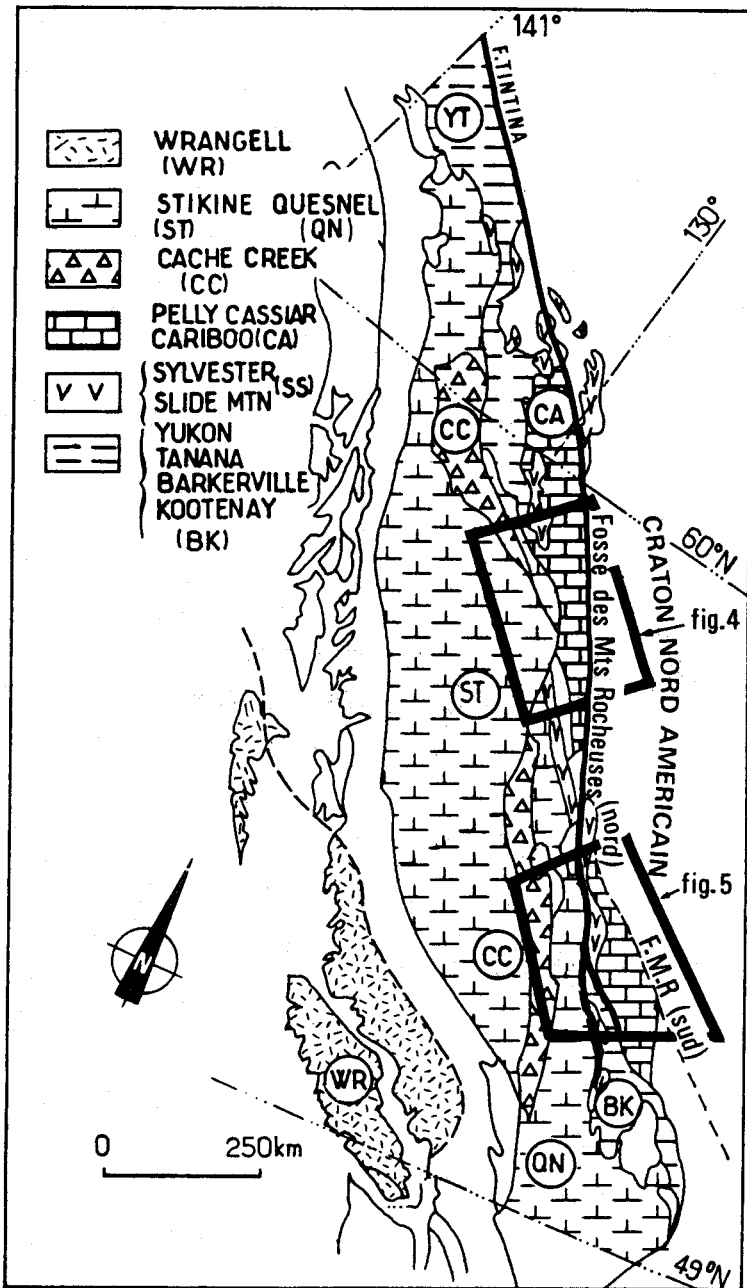 141°
F.TINTINA
YT
WRANGELL
(WR)
STIKINE QUESNEL
(ST) (QN)
CACHE CREEK
(CC)
PELLY CASSIAR
CARIBOO(CA)
SYLVESTER (SS)
SLIDE MTN
YUKON
TANANA
BARKERVILLE
KOOTENAY
(BK)
130°
CC
CA
60°N
CRATON NORD AMERICAIN
Fosse des Mts Rocheuses (nord)
fig.4
ST
fig.5
F.M.R (sud)
CC
N
WR
BK
QN
0 250km
49°N